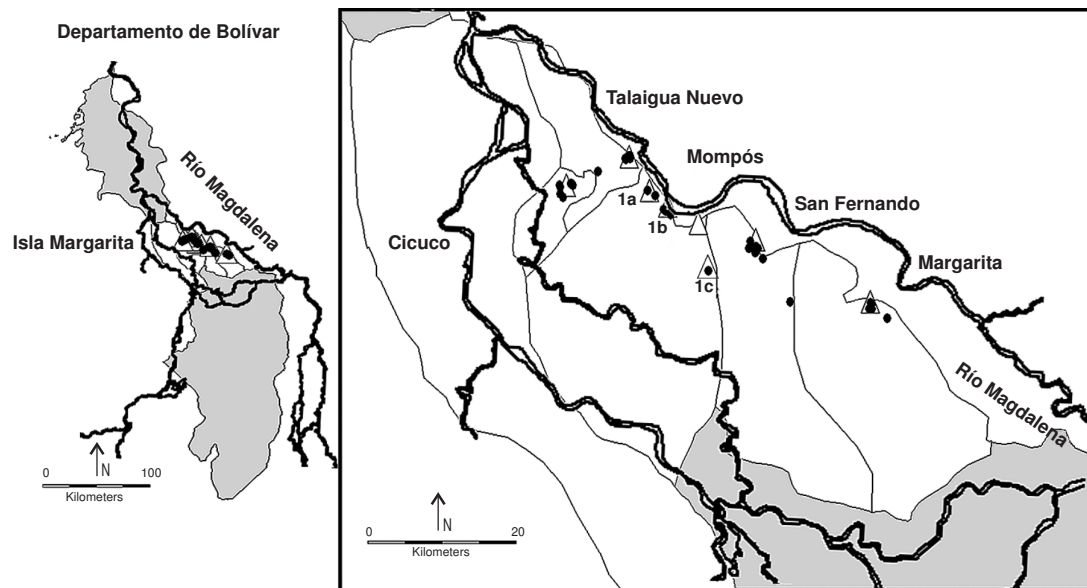 Departamento de Bolívar
Río Magdalena
Isla Margarita
N
0 100
Kilometers
Talaigua Nuevo
Mompós
1a
San Fernando
1b
Cicuco
Margarita
1c
Río Magdalena
N
0 20
Kilometers